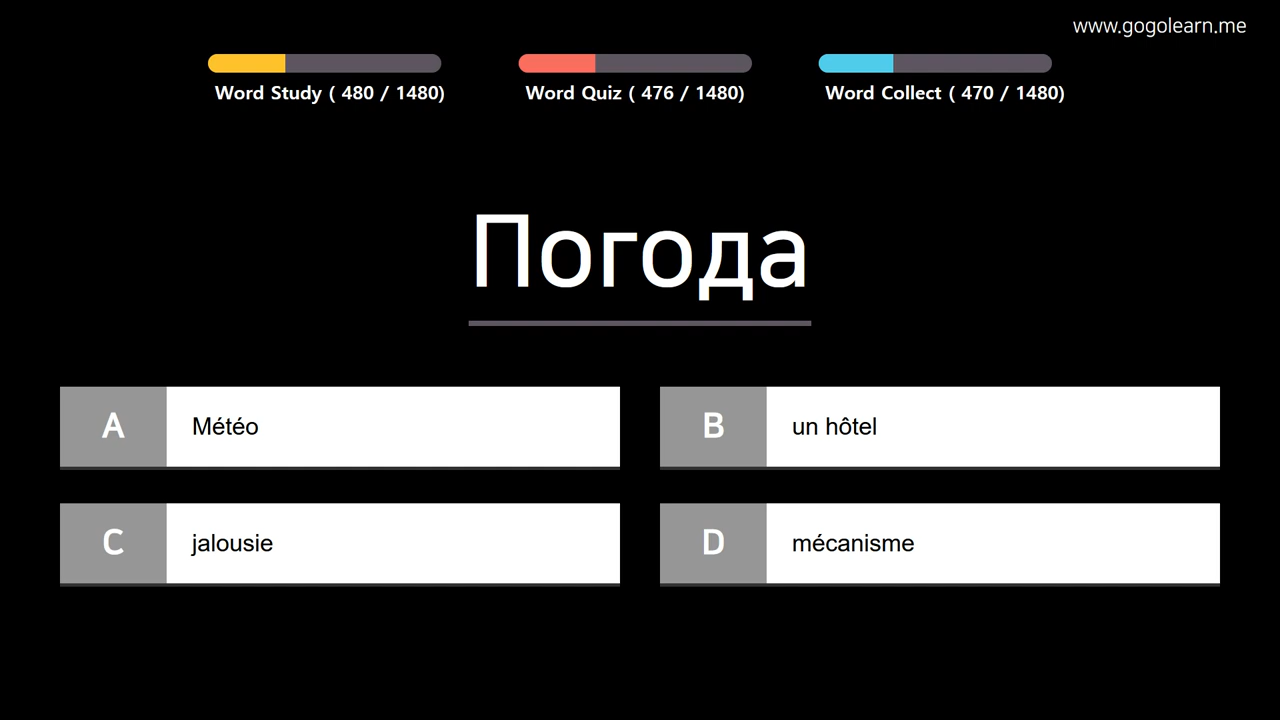 www.gogolearn.me
Word Study ( 480 / 1480)
Word Quiz ( 476 / 1480)
Word Collect ( 470 / 1480)
Погода
A Météo
B un hôtel
C jalousie
D mécanisme